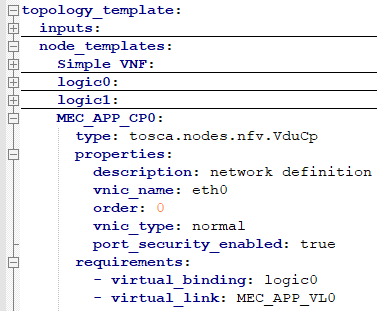 topology_template:
inputs:
node_templates:
Simple VNF:
logic0:
logic1:
MEC_APP_CP0:
type: tosca.nodes.nfv.VduCp
properties:
description: network definition
vnic_name: eth0
order: 0
vnic_type: normal
port_security_enabled: true
requirements:
- virtual_binding: logic0
- virtual_link: MEC_APP_VL0